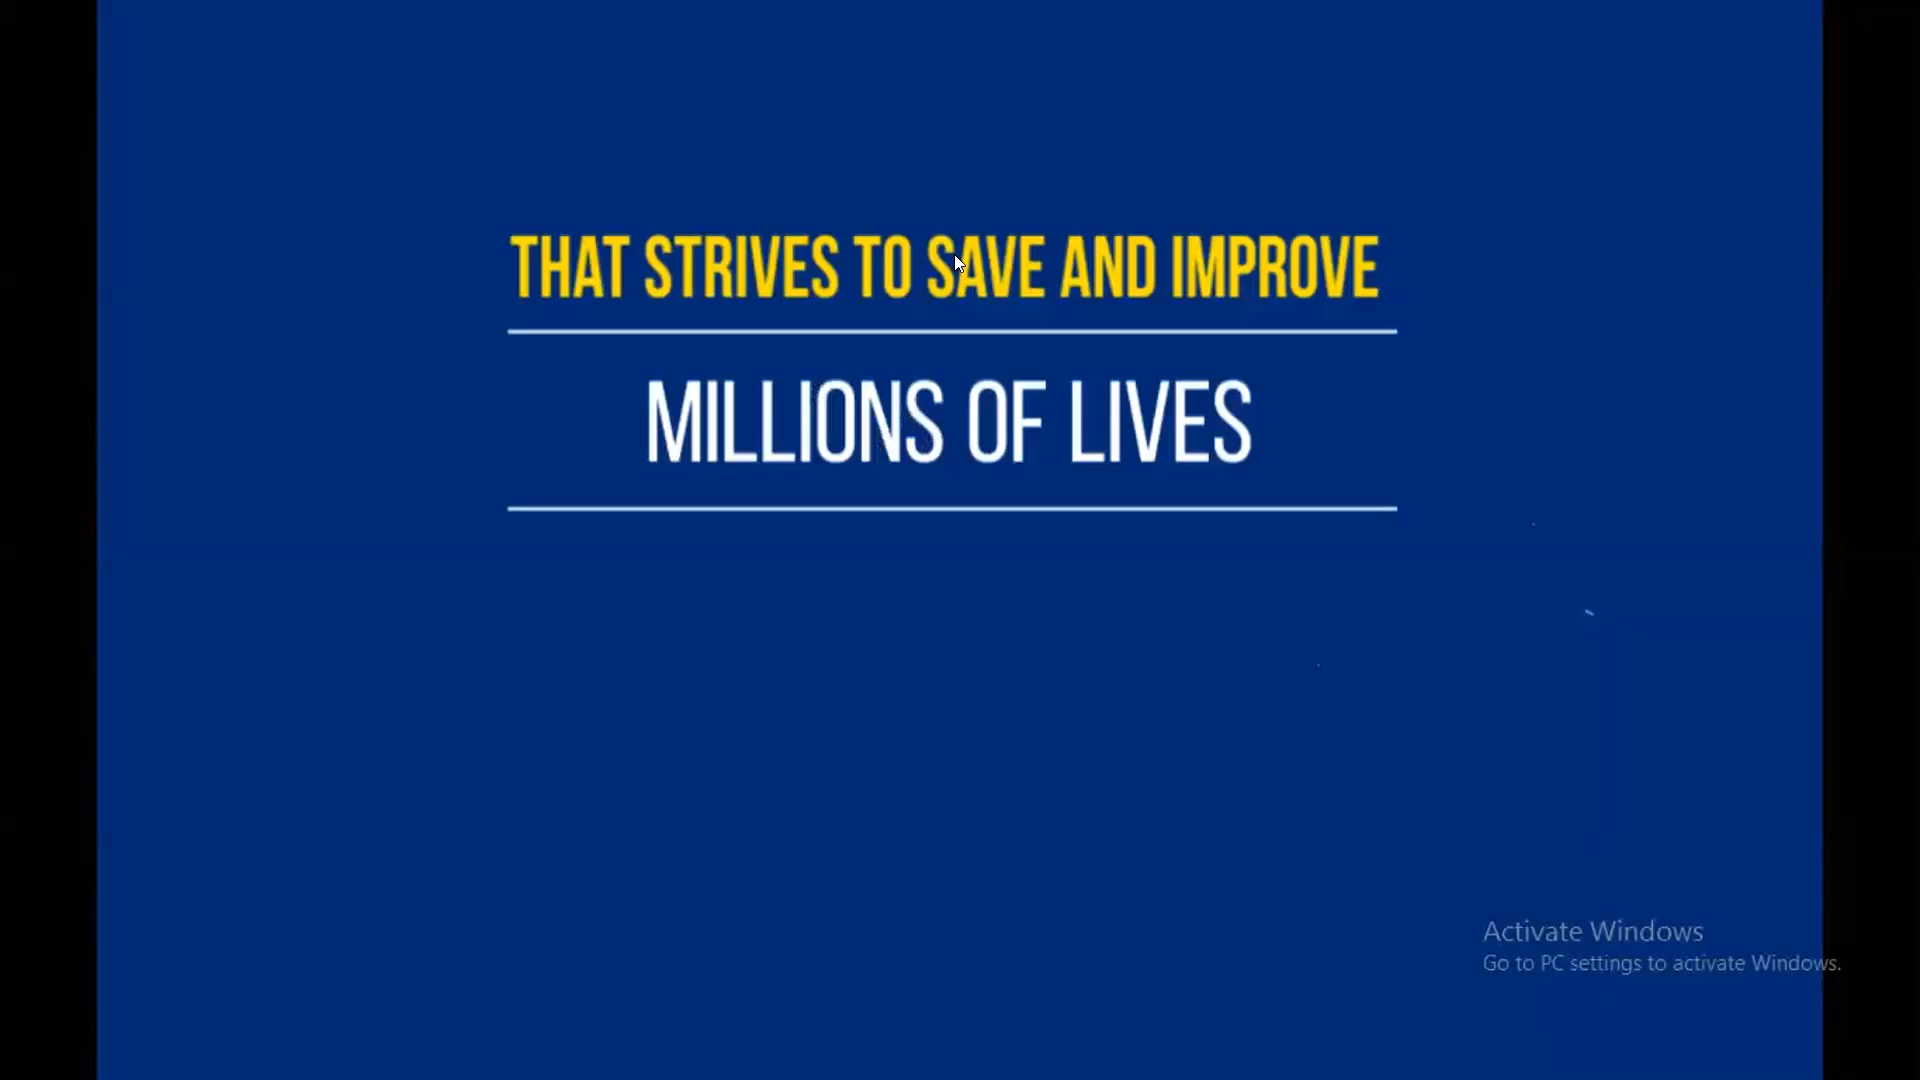 THAT STRIVES TO SAVE AND IMPROVE
MILLIONS OF LIVES
Activate Windows
Go to PC settings to activate Windows.